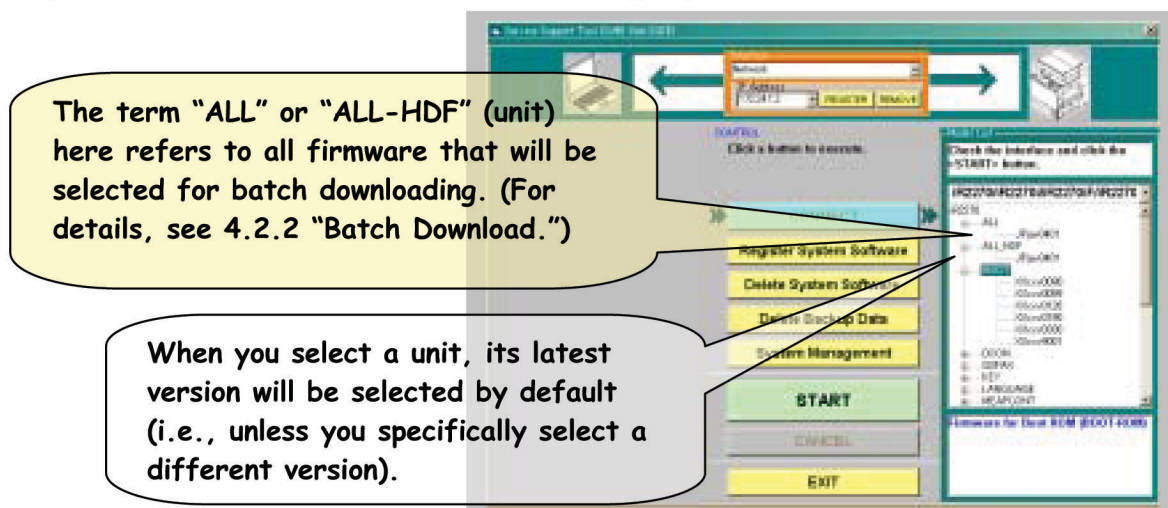 The term “ALL” or “ALL-HDF” (unit)
here refers to all firmware that will be
selected for batch downloading. (For
details, see 4.2.2 “Batch Download.”)
When you select a unit, its latest
version will be selected by default
(i.e., unless you specifically select a
different version).
Network
IP Address
REGISTER REMOVE
CONTROL
Click a button to execute.
Register System Software
Delete System Software
Delete Backup Data
System Management
START
CANCEL
EXIT
Check the interface and click the
<START> button.
ALL
ALL_HDF
KEY
LANGUAGE
MEAPCONT
Firmware for Boot ROM (BOOT-ROM)